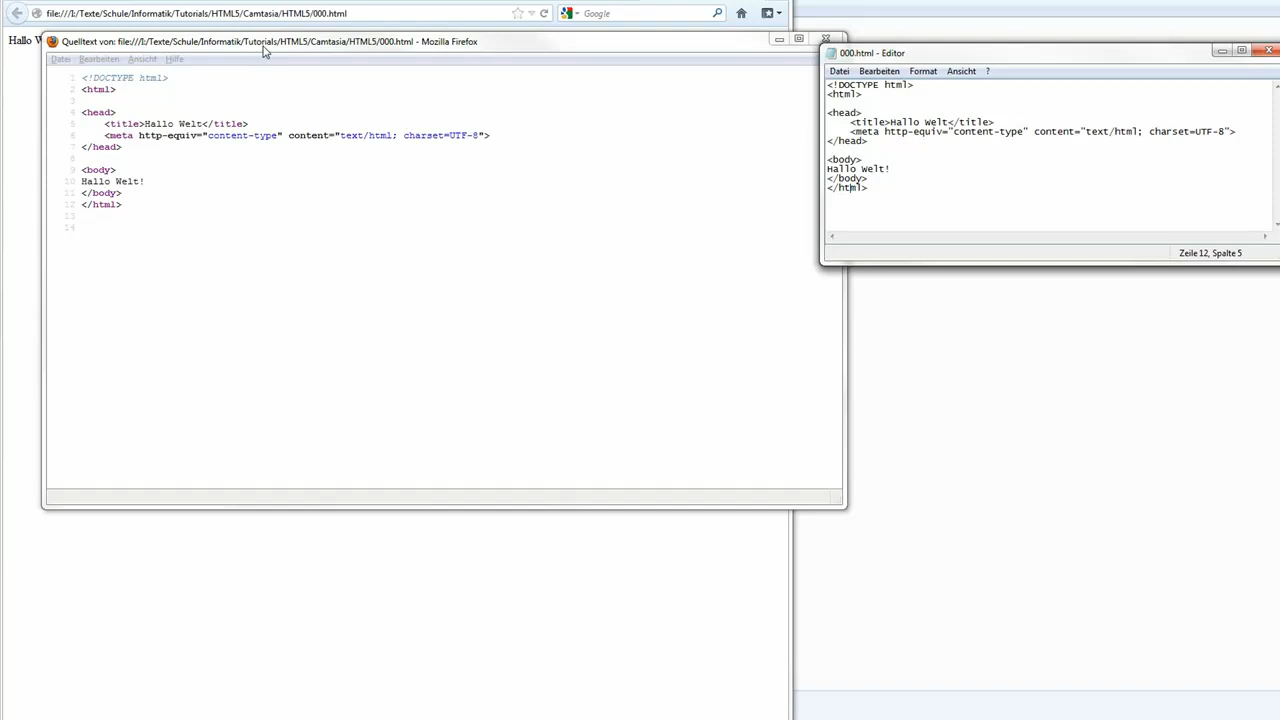 file:///I:/Texte/Schule/Informatik/Tutorials/HTML5/Camtasia/HTML5/000.html
Google
Hallo W
Quelltext von: file:///I:/Texte/Schule/Informatik/Tutorials/HTML5/Camtasia/HTML5/000.html - Mozilla Firefox
Datei Bearbeiten Ansicht Hilfe
1 <!DOCTYPE html>
2 <html>
3
4 <head>
5 <title>Hallo Welt</title>
6 <meta http-equiv="content-type" content="text/html; charset=UTF-8">
7 </head>
8
9 <body>
10 Hallo Welt!
11 </body>
12 </html>
13
14
000.html - Editor
Datei Bearbeiten Format Ansicht ?
<!DOCTYPE html>
<html>
<head>
<title>Hallo Welt</title>
<meta http-equiv="content-type" content="text/html; charset=UTF-8">
</head>
<body>
Hallo Welt!
</body>
</html>
Zeile 12, Spalte 5